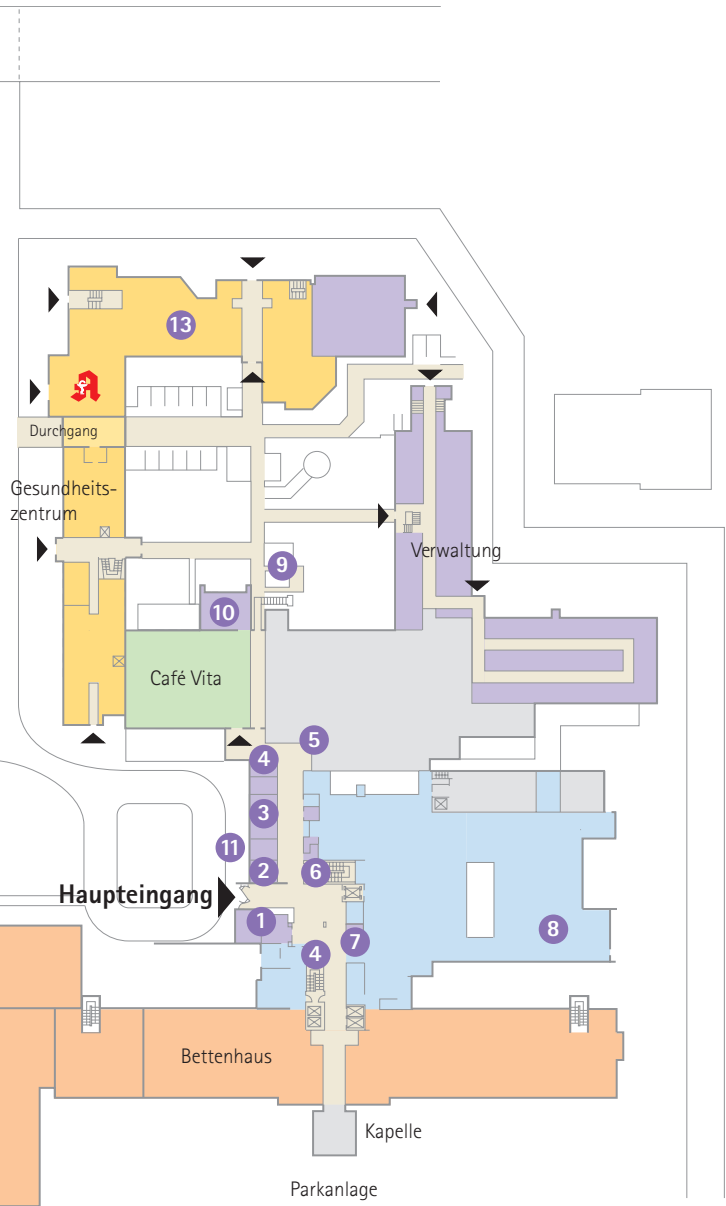 13
A
Durchgang
Gesundheits-
zentrum
Verwaltung
9
10
Café Vita
5
4
3
11
2
6
Haupteingang
1
7
8
4
Bettenhaus
Kapelle
Parkanlage